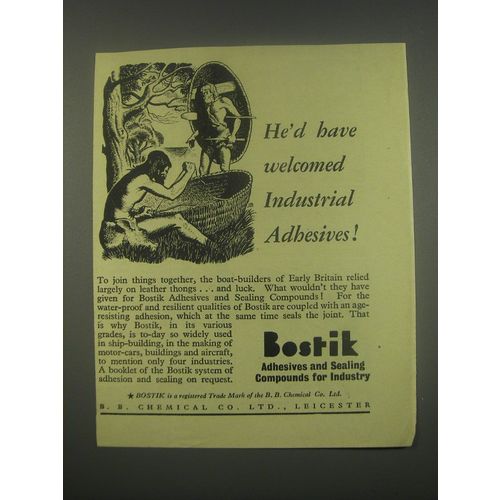 He'd have
welcomed
Industrial
Adhesives!
To join things together, the boat-builders of Early Britain relied
largely on leather thongs . . . and luck. What wouldn't they have
given for Bostik Adhesives and Sealing Compounds! For the
water-proof and resilient qualities of Bostik are coupled with an age-
resisting adhesion, which at the same time seals the joint. That
is why Bostik, in its various
grades, is to-day so widely used
in ship-building, in the making of
motor-cars, buildings and aircraft,
to mention only four industries.
A booklet of the Bostik system of
adhesion and sealing on request.
Bostik
Adhesives and Sealing
Compounds for Industry
★ BOSTIK is a registered Trade Mark of the B. B. Chemical Co. Ltd.
B. B. CHEMICAL CO. LTD., LEICESTER